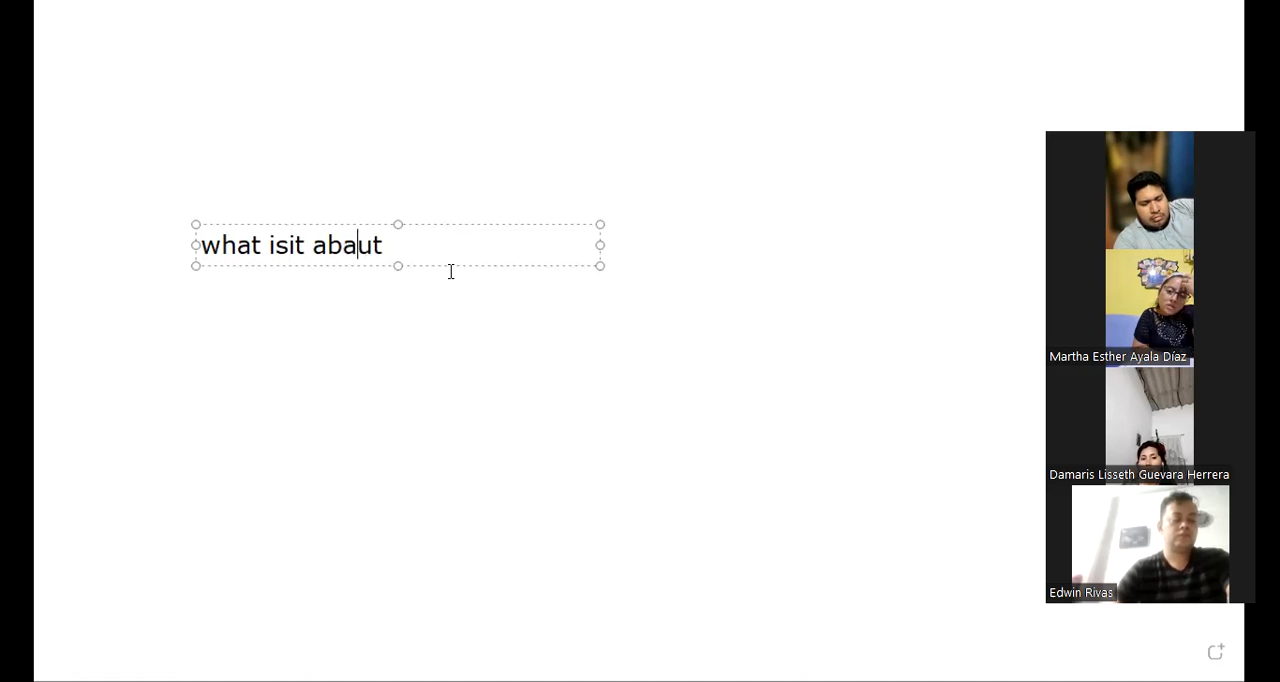 what isit abaut
Martha Esther Ayala Díaz
Damaris Lisseth Guevara Herrera
Edwin Rivas